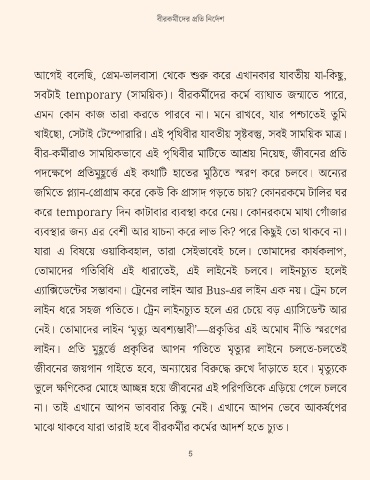 বীরকর্মীদের প্রতি নির্দেশ
আগেই বলেছি, প্রেম-ভালবাসা থেকে শুরু করে এখানকার যাবতীয় যা-কিছু,
সবটাই temporary (সাময়িক)। বীরকর্মীদের কর্মে ব্যাঘাত জন্মাতে পারে,
এমন কোন কাজ তারা করতে পারবে না। মনে রাখবে, যার পশ্চাতেই তুমি
খাইছো, সেটাই টেম্পোরারি। এই পৃথিবীর যাবতীয় সৃষ্টবস্তু, সবই সাময়িক মাত্র।
বীর-কর্মীরাও সাময়িকভাবে এই পৃথিবীর মাটিতে আশ্রয় নিয়েছ, জীবনের প্রতি
পদক্ষেপে প্রতিমুহূর্ত্তে এই কথাটি হাতের মুঠিতে স্মরণ করে চলবে। অন্যের
জমিতে প্ল্যান-প্রোগ্রাম করে কেউ কি প্রাসাদ গড়তে চায়? কোনরকমে টালির ঘর
করে temporary দিন কাটাবার ব্যবস্থা করে নেয়। কোনরকমে মাথা গোঁজার
ব্যবস্থার জন্য এর বেশী আর যাচনা করে লাভ কি? পরে কিছুই তো থাকবে না।
যারা এ বিষয়ে ওয়াকিবহাল, তারা সেইভাবেই চলে। তোমাদের কার্যকলাপ,
তোমাদের গতিবিধি এই ধারাতেই, এই লাইনেই চলবে। লাইনচ্যুত হলেই
এ্যাক্সিডেন্টের সম্ভাবনা। ট্রেনের লাইন আর Bus-এর লাইন এক নয়। ট্রেন চলে
লাইন ধরে সহজ গতিতে। ট্রেন লাইনচ্যুত হলে এর চেয়ে বড় এ্যাসিডেন্ট আর
নেই। তোমাদের লাইন ‘মৃত্যু অবশ্যম্ভাবী’—প্রকৃতির এই অমোঘ নীতি স্মরণের
লাইন। প্রতি মুহূর্ত্তে প্রকৃতির আপন গতিতে মৃত্যুর লাইনে চলতে-চলতেই
জীবনের জয়গান গাইতে হবে, অন্যায়ের বিরুদ্ধে রুখে দাঁড়াতে হবে। মৃত্যুকে
ভুলে ক্ষণিকের মোহে আচ্ছন্ন হয়ে জীবনের এই পরিণতিকে এড়িয়ে গেলে চলবে
না। তাই এখানে আপন ভাববার কিছু নেই। এখানে আপন ভেবে আকর্ষণের
মাঝে থাকবে যারা তারাই হবে বীরকর্মীর কর্মের আদর্শ হতে চ্যুত।
5